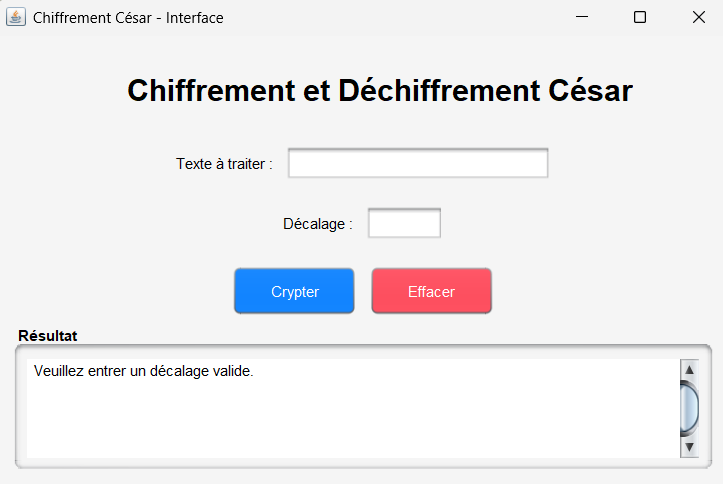 Chiffrement César - Interface
Chiffrement et Déchiffrement César
Texte à traiter :
Décalage :
Crypter Effacer
Résultat
Veuillez entrer un décalage valide.